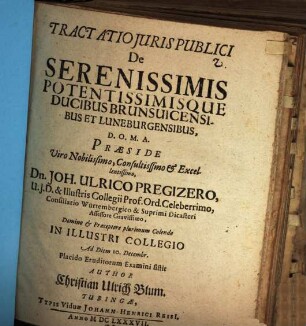 TRACTATIO JURIS PUBLICI
De
SERENISSIMIS
POTENTISSIMISQUE
DUCIBUS BRUNSUICENSI-
BUS ET LUNEBURGENSIBUS,
D. O. M. A.
PRÆSIDE
Viro Nobilissimo, Consultissimo & Excel-
lentissimo,
Dn. JOH. ULRICO PREGIZERO,
U. J. D. & Illustris Collegii Prof. Ord. Celeberrimo,
Consiliario Würtembergico & Supremi Dicasterii
Assessore Gravissimo,
Domino & Præceptore plurimum Colendo
IN ILLUSTRI COLLEGIO
Ad Diem 10. Decembr.
Placido Eruditorum Examini sistit
AUTHOR
Christian Ulrich Blum.
TUBINGÆ,
TYPIS Viduæ JOHANN HENRICI REISI,
ANNO M DC LXXXVII.